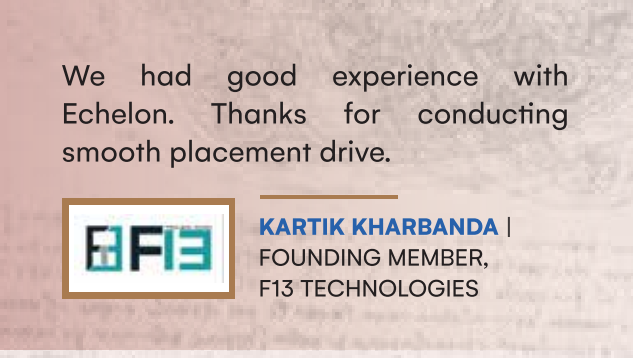 We had good experience with
Echelon. Thanks for conducting
smooth placement drive.
F13
KARTIK KHARBANDA |
FOUNDING MEMBER,
F13 TECHNOLOGIES